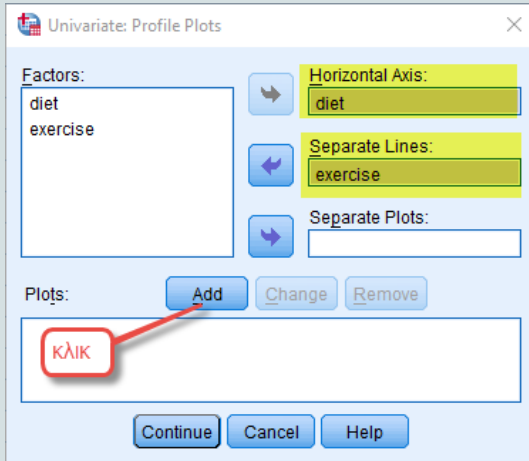 Univariate: Profile Plots
Factors:
diet
exercise
Horizontal Axis:
diet
Separate Lines:
exercise
Separate Plots:
Plots:
Add
Change
Remove
κλικ
Continue
Cancel
Help